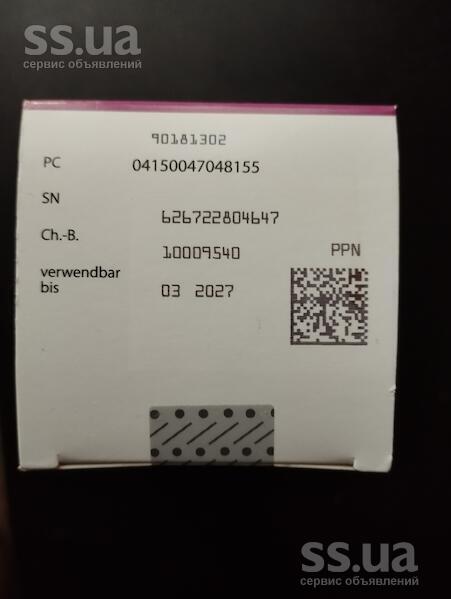 ss.ua
сервис объявлений
90181302
PC 04150047048155
SN
626722804647
Ch.-B.
10009540
PPN
verwendbar
bis
03 2027
ss.ua
сервис объявлений